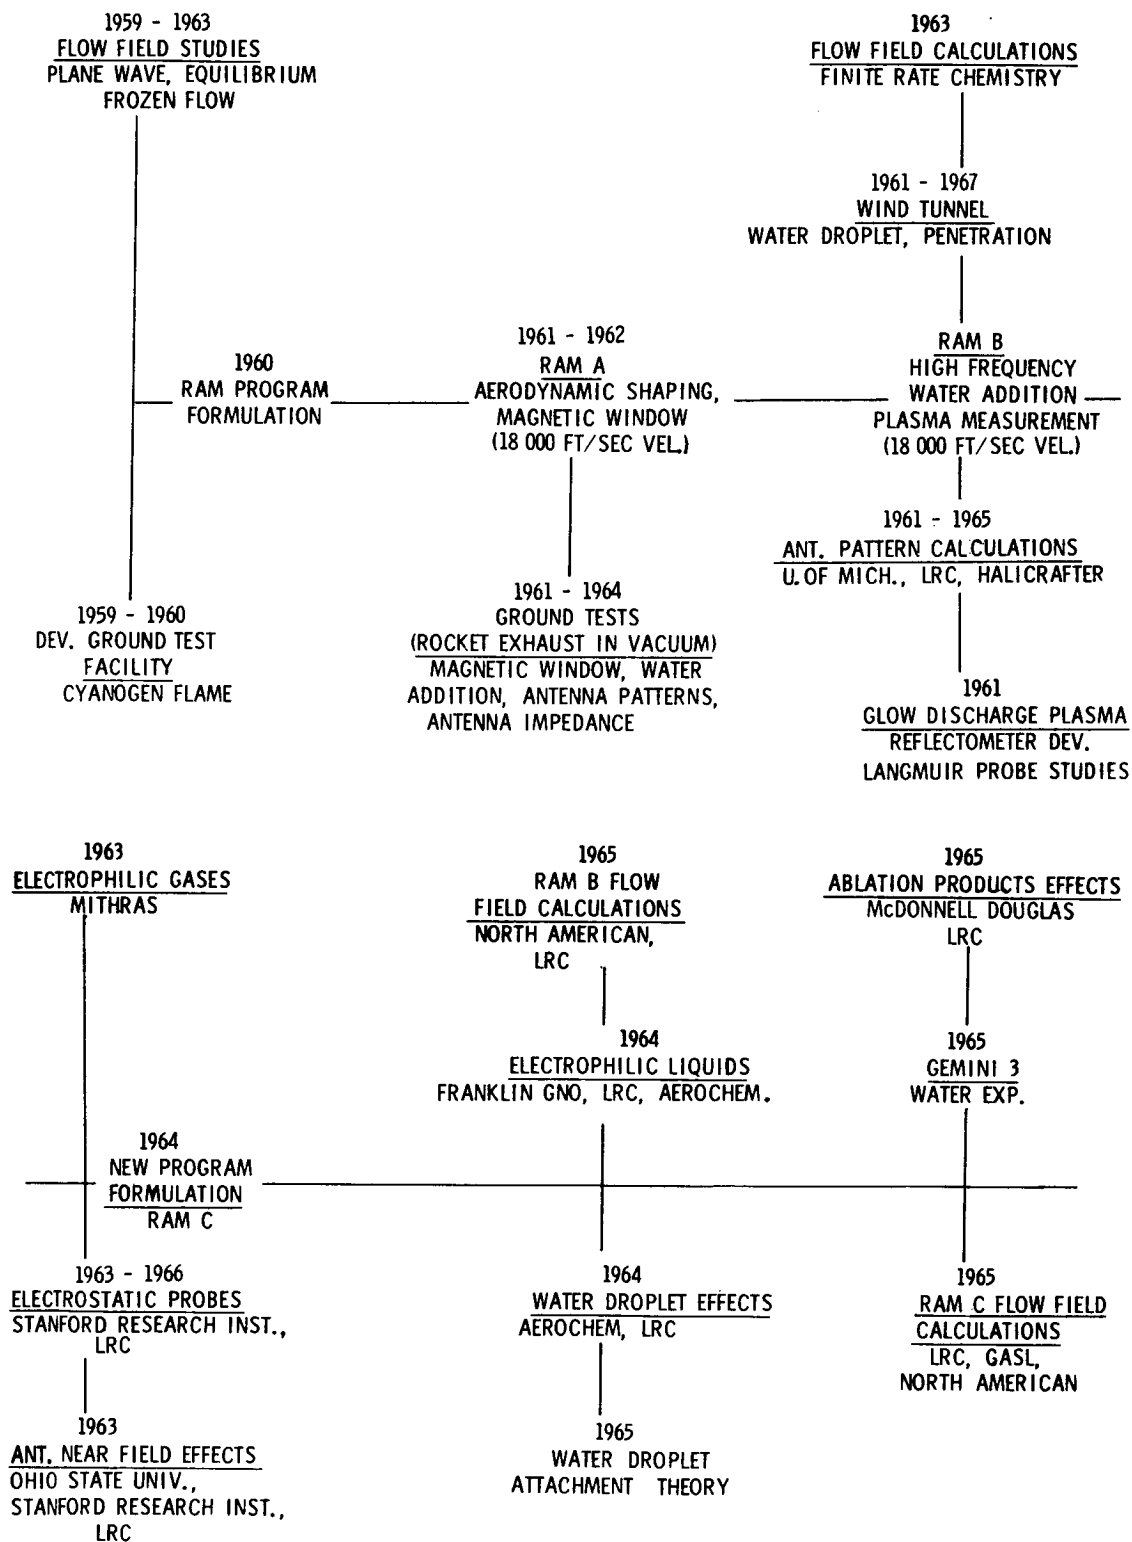 1959 - 1963
FLOW FIELD STUDIES
PLANE WAVE, EQUILIBRIUM
FROZEN FLOW
1963
FLOW FIELD CALCULATIONS
FINITE RATE CHEMISTRY
1961 - 1967
WIND TUNNEL
WATER DROPLET, PENETRATION
1960
RAM PROGRAM
FORMULATION
1961 - 1962
RAM A
AERODYNAMIC SHAPING,
MAGNETIC WINDOW
(18 000 FT/SEC VEL.)
RAM B
HIGH FREQUENCY
WATER ADDITION
PLASMA MEASUREMENT
(18 000 FT/SEC VEL.)
1959 - 1960
DEV. GROUND TEST
FACILITY
CYANOGEN FLAME
1961 - 1964
GROUND TESTS
(ROCKET EXHAUST IN VACUUM)
MAGNETIC WINDOW, WATER
ADDITION, ANTENNA PATTERNS,
ANTENNA IMPEDANCE
1961 - 1965
ANT. PATTERN CALCULATIONS
U. OF MICH., LRC, HALICRAFTER
1961
GLOW DISCHARGE PLASMA
REFLECTOMETER DEV.
LANGMUIR PROBE STUDIES
1963
ELECTROPHILIC GASES
MITHRAS
1965
RAM B FLOW
FIELD CALCULATIONS
NORTH AMERICAN,
LRC
1965
ABLATION PRODUCTS EFFECTS
McDONNELL DOUGLAS
LRC
1964
ELECTROPHILIC LIQUIDS
FRANKLIN GNO, LRC, AEROCHEM.
1965
GEMINI 3
WATER EXP.
1964
NEW PROGRAM
FORMULATION
RAM C
1963 - 1966
ELECTROSTATIC PROBES
STANFORD RESEARCH INST.,
LRC
1964
WATER DROPLET EFFECTS
AEROCHEM, LRC
1965
RAM C FLOW FIELD
CALCULATIONS
LRC, GASL,
NORTH AMERICAN
1963
ANT. NEAR FIELD EFFECTS
OHIO STATE UNIV.,
STANFORD RESEARCH INST.,
LRC
1965
WATER DROPLET
ATTACHMENT THEORY